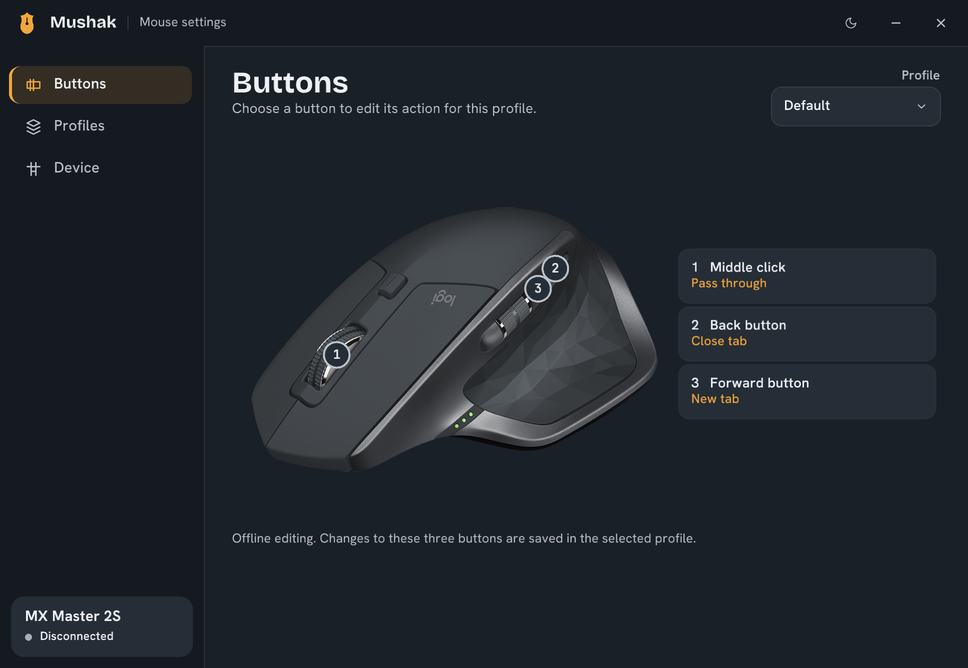 Mushak
Mouse settings
Buttons
Profiles
Device
Buttons
Choose a button to edit its action for this profile.
Profile
Default
logi
1
2
3
1 Middle click
Pass through
2 Back button
Close tab
3 Forward button
New tab
Offline editing. Changes to these three buttons are saved in the selected profile.
MX Master 2S
Disconnected